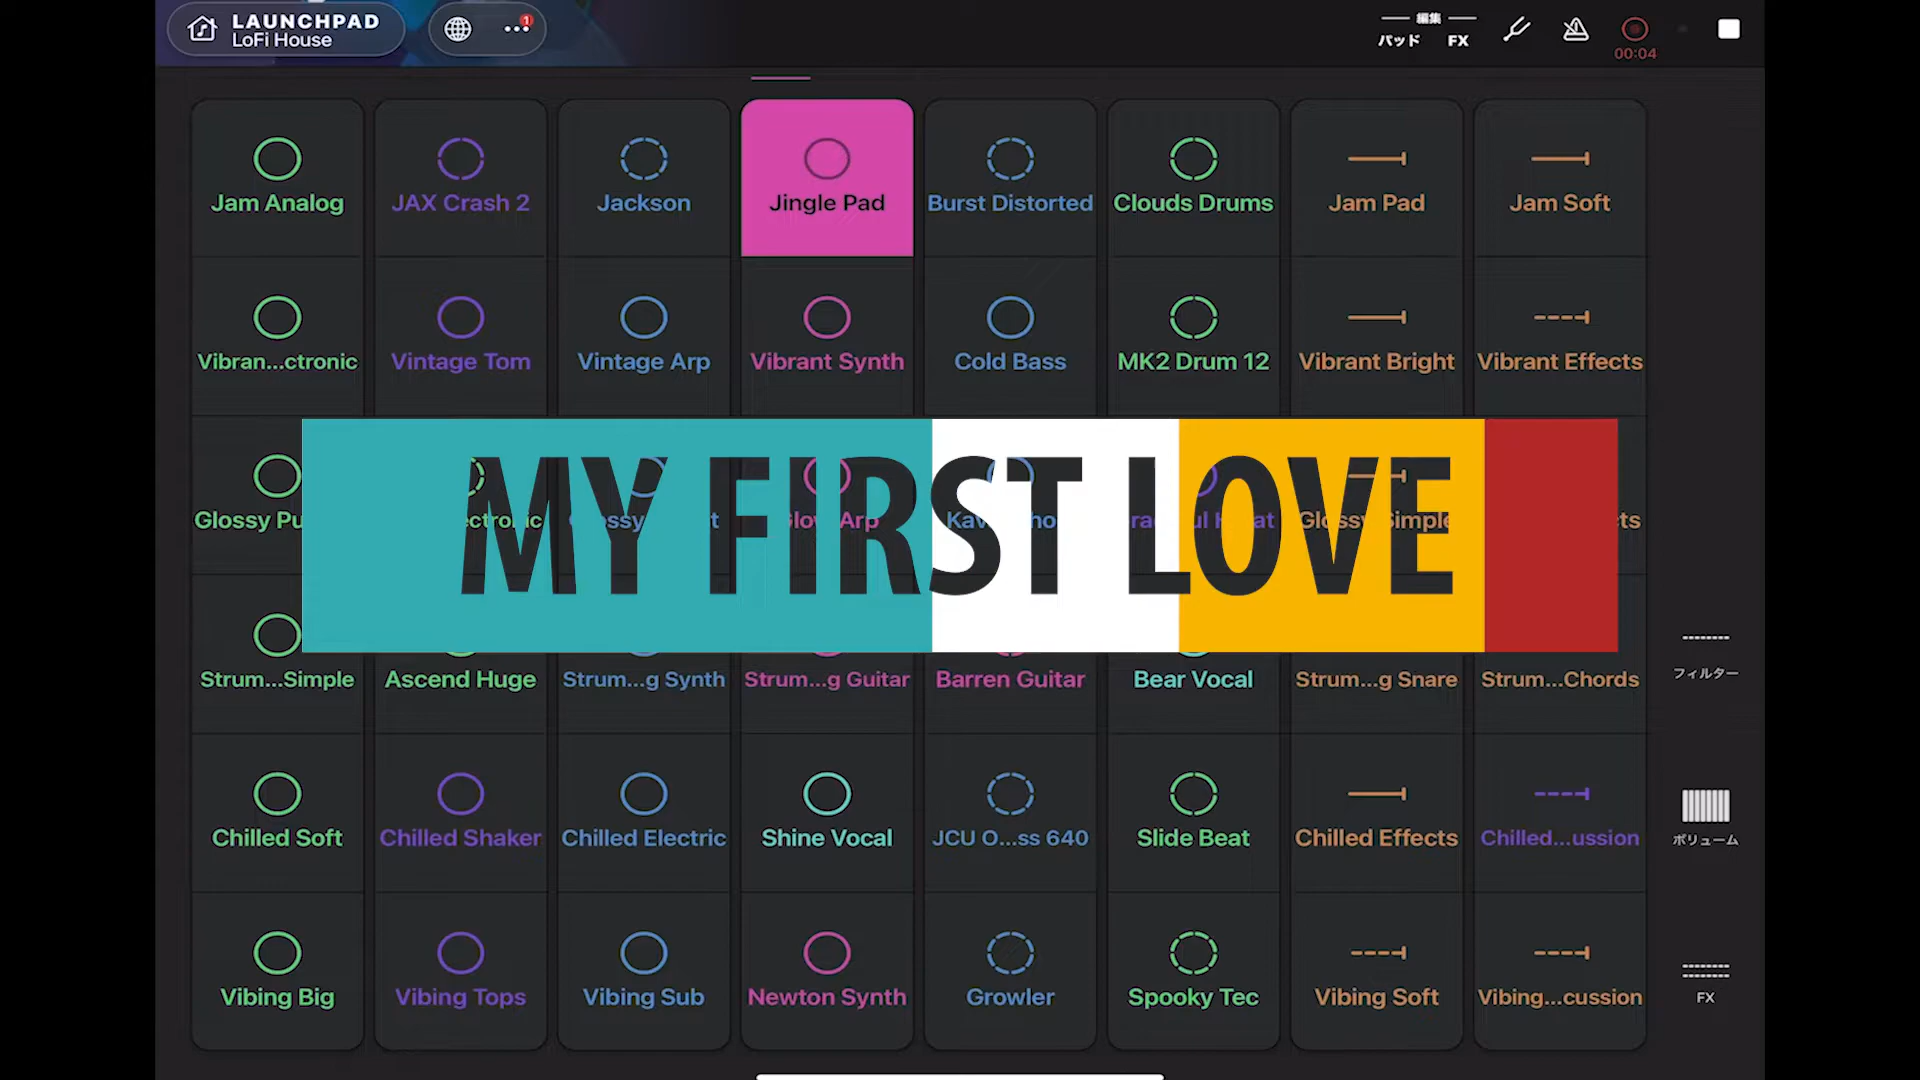 LAUNCHPAD
LoFi House
1
編集
パッド FX
00:04
Jam Analog JAX Crash 2 Jackson Jingle Pad Burst Distorted Clouds Drums Jam Pad Jam Soft
Vibran...ctronic Vintage Tom Vintage Arp Vibrant Synth Cold Bass MK2 Drum 12 Vibrant Bright Vibrant Effects
MY FIRST LOVE
Glossy
Strum...Simple Ascend Huge Strum...g Synth Strum...g Guitar Barren Guitar Bear Vocal Strum...g Snare Strum...Chords
フィルター
Chilled Soft Chilled Shaker Chilled Electric Shine Vocal JCU O...ss 640 Slide Beat Chilled Effects Chilled...ussion
ボリューム
Vibing Big Vibing Tops Vibing Sub Newton Synth Growler Spooky Tec Vibing Soft Vibing...cussion
FX